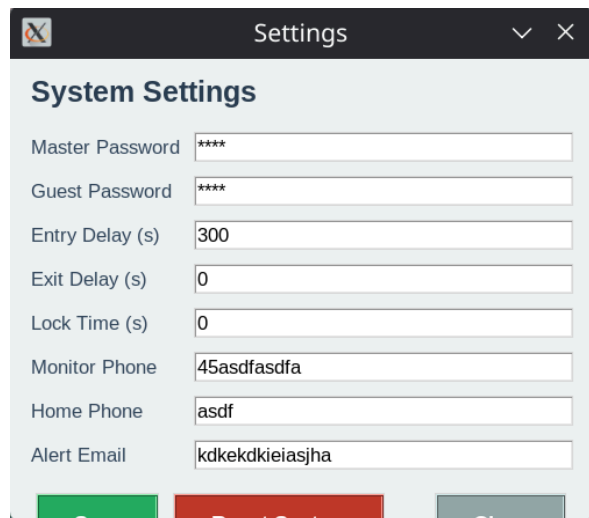 Settings
System Settings
Master Password ****
Guest Password ****
Entry Delay (s) 300
Exit Delay (s) 0
Lock Time (s) 0
Monitor Phone 45asdfasdfa
Home Phone asdf
Alert Email kdkekdkieiasjha